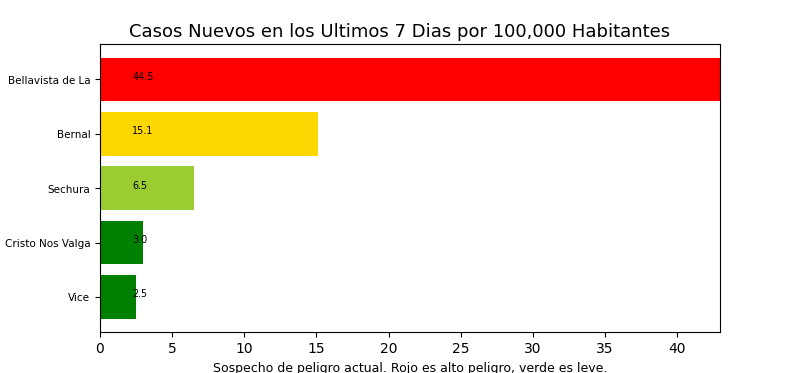 Casos Nuevos en los Ultimos 7 Dias por 100,000 Habitantes
Bellavista de La 44.5
Bernal 15.1
Sechura 6.5
Cristo Nos Valga 3.0
Vice 2.5
0 5 10 15 20 25 30 35 40
Sospecho de peligro actual. Rojo es alto peligro, verde es leve.